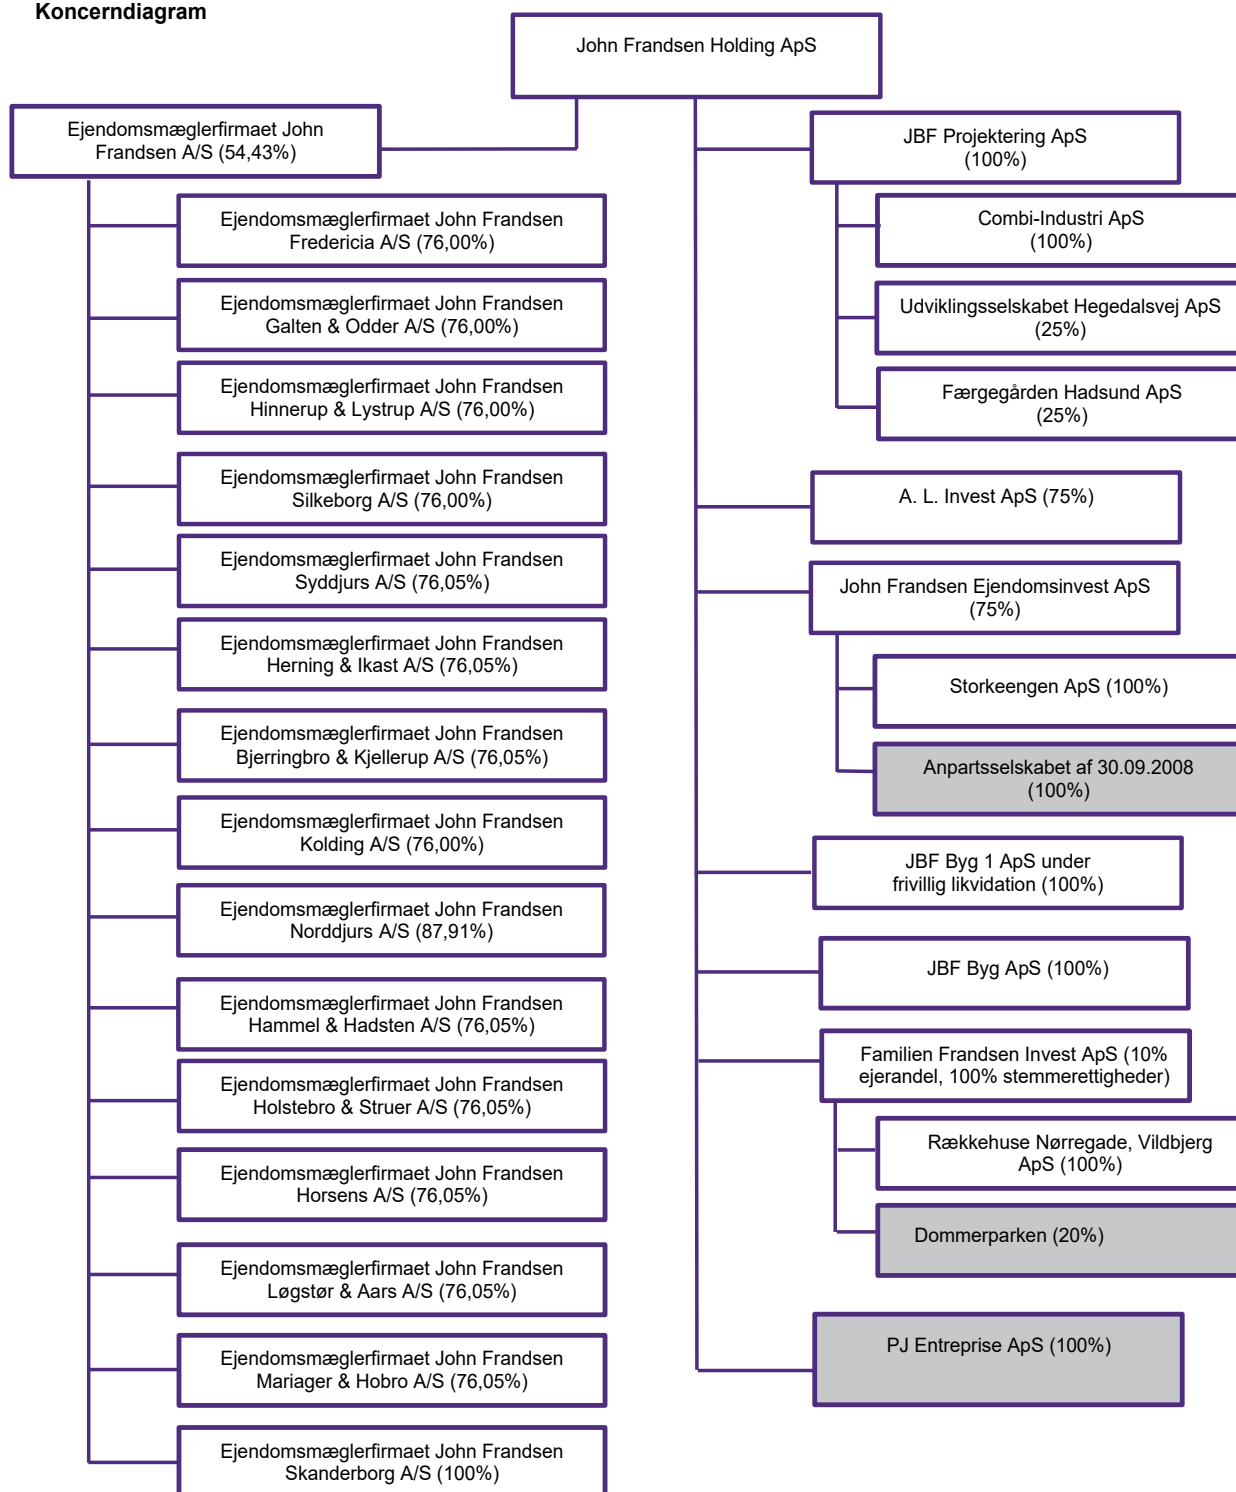 Koncerndiagram
John Frandsen Holding ApS
Ejendomsmæglerfirmaet John
Frandsen A/S (54,43%)
Ejendomsmæglerfirmaet John Frandsen
Fredericia A/S (76,00%)
Ejendomsmæglerfirmaet John Frandsen
Galten & Odder A/S (76,00%)
Ejendomsmæglerfirmaet John Frandsen
Hinnerup & Lystrup A/S (76,00%)
Ejendomsmæglerfirmaet John Frandsen
Silkeborg A/S (76,00%)
Ejendomsmæglerfirmaet John Frandsen
Syddjurs A/S (76,05%)
Ejendomsmæglerfirmaet John Frandsen
Herning & Ikast A/S (76,05%)
Ejendomsmæglerfirmaet John Frandsen
Bjerringbro & Kjellerup A/S (76,05%)
Ejendomsmæglerfirmaet John Frandsen
Kolding A/S (76,00%)
Ejendomsmæglerfirmaet John Frandsen
Norddjurs A/S (87,91%)
Ejendomsmæglerfirmaet John Frandsen
Hammel & Hadsten A/S (76,05%)
Ejendomsmæglerfirmaet John Frandsen
Holstebro & Struer A/S (76,05%)
Ejendomsmæglerfirmaet John Frandsen
Horsens A/S (76,05%)
Ejendomsmæglerfirmaet John Frandsen
Løgstør & Aars A/S (76,05%)
Ejendomsmæglerfirmaet John Frandsen
Mariager & Hobro A/S (76,05%)
Ejendomsmæglerfirmaet John Frandsen
Skanderborg A/S (100%)
JBF Projektering ApS
(100%)
Combi-Industri ApS
(100%)
Udviklingsselskabet Hegedalsvej ApS
(25%)
Færgegården Hadsund ApS
(25%)
A. L. Invest ApS (75%)
John Frandsen Ejendomsinvest ApS
(75%)
Storkeengen ApS (100%)
Anpartsselskabet af 30.09.2008
(100%)
JBF Byg 1 ApS under
frivillig likvidation (100%)
JBF Byg ApS (100%)
Familien Frandsen Invest ApS (10%
ejerandel, 100% stemmerettigheder)
Rækkehuse Nørregade, Vildbjerg
ApS (100%)
Dommerparken (20%)
PJ Entreprise ApS (100%)